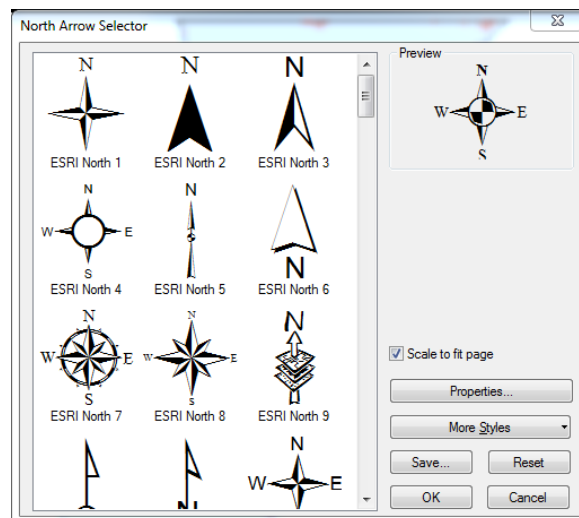 North Arrow Selector
N
N
N
ESRI North 1
ESRI North 2
ESRI North 3
N
W E
S
N
N
ESRI North 4
ESRI North 5
ESRI North 6
N
W E
S
N
W E
S
N
ESRI North 7
ESRI North 8
ESRI North 9
N
N
W E
Preview
N
W E
S
Scale to fit page
Properties...
More Styles
Save...
Reset
OK
Cancel